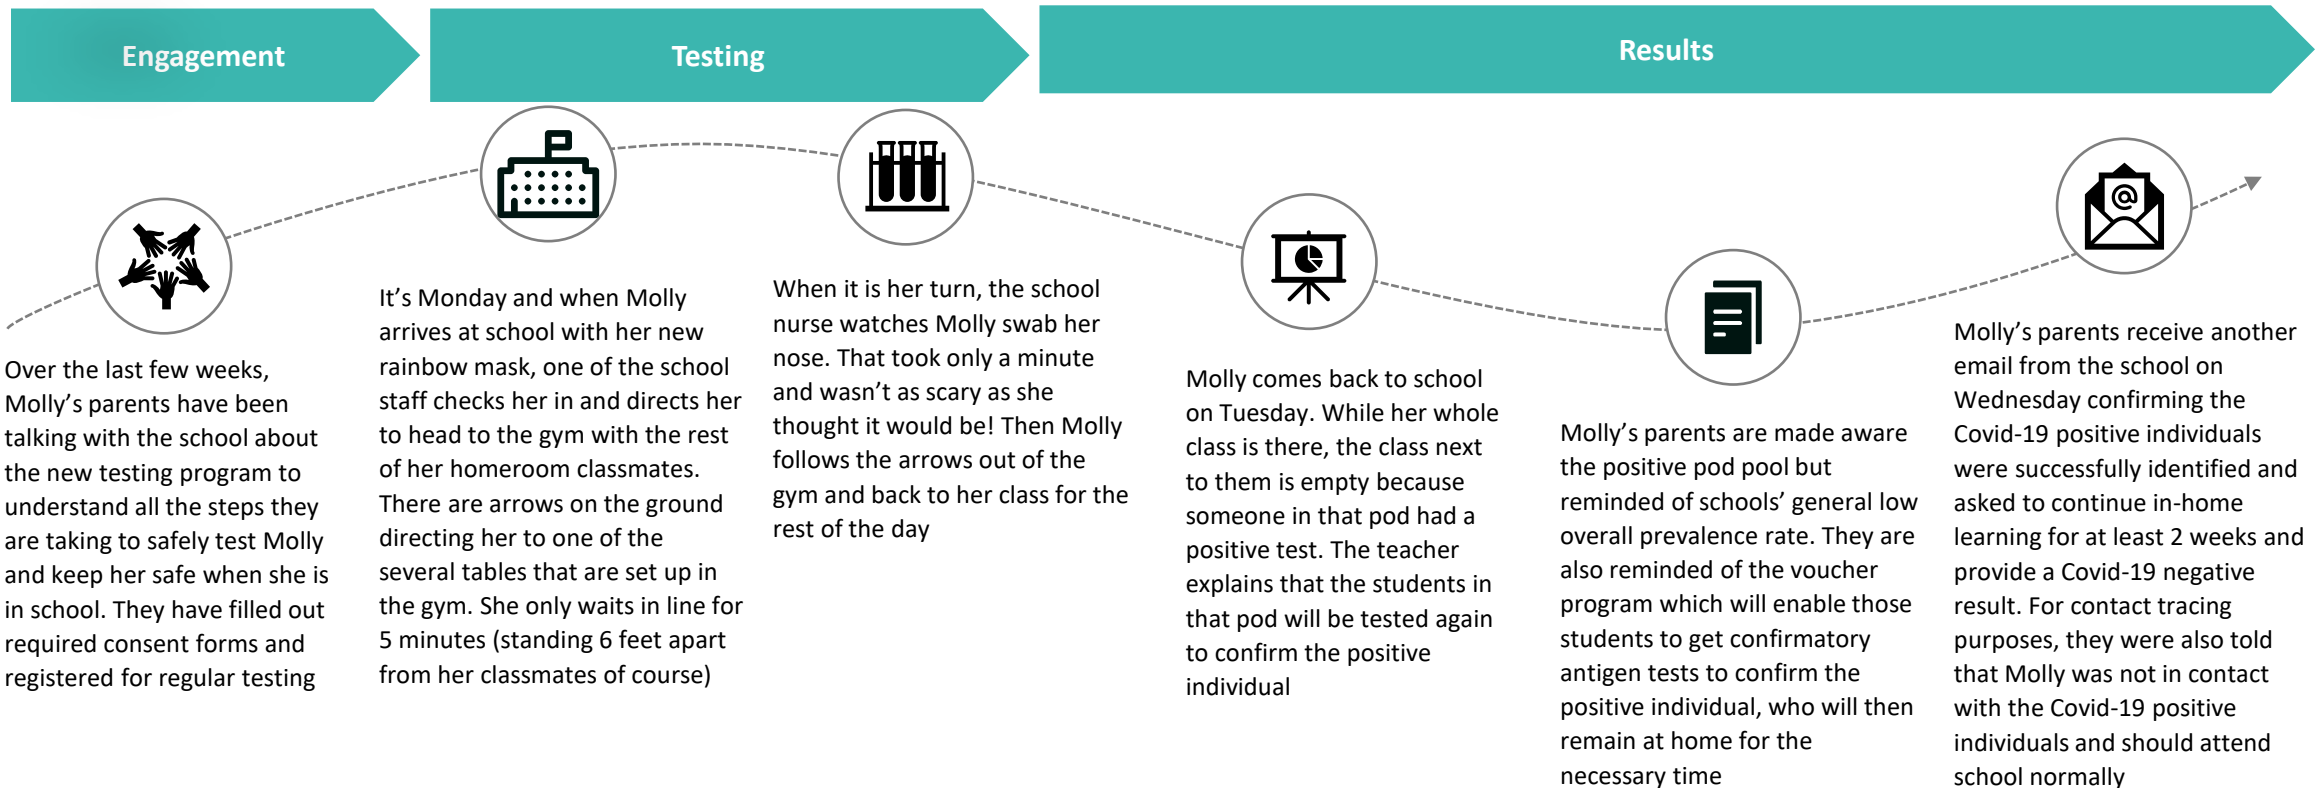 Engagement
Testing
Results
Over the last few weeks,
Molly’s parents have been
talking with the school about
the new testing program to
understand all the steps they
are taking to safely test Molly
and keep her safe when she is
in school. They have filled out
required consent forms and
registered for regular testing
It’s Monday and when Molly
arrives at school with her new
rainbow mask, one of the school
staff checks her in and directs her
to head to the gym with the rest
of her homeroom classmates.
There are arrows on the ground
directing her to one of the
several tables that are set up in
the gym. She only waits in line for
5 minutes (standing 6 feet apart
from her classmates of course)
When it is her turn, the school
nurse watches Molly swab her
nose. That took only a minute
and wasn’t as scary as she
thought it would be! Then Molly
follows the arrows out of the
gym and back to her class for the
rest of the day
Molly comes back to school
on Tuesday. While her whole
class is there, the class next
to them is empty because
someone in that pod had a
positive test. The teacher
explains that the students in
that pod will be tested again
to confirm the positive
individual
Molly’s parents are made aware
the positive pod pool but
reminded of schools’ general low
overall prevalence rate. They are
also reminded of the voucher
program which will enable those
students to get confirmatory
antigen tests to confirm the
positive individual, who will then
remain at home for the
necessary time
@
Molly’s parents receive another
email from the school on
Wednesday confirming the
Covid-19 positive individuals
were successfully identified and
asked to continue in-home
learning for at least 2 weeks and
provide a Covid-19 negative
result. For contact tracing
purposes, they were also told
that Molly was not in contact
with the Covid-19 positive
individuals and should attend
school normally